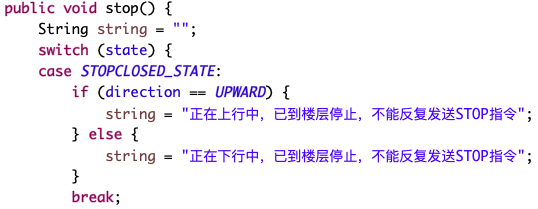 public void stop() {
    String string = "";
    switch (state) {
    case STOPCLOSED_STATE:
        if (direction == UPWARD) {
            string = "正在上行中，已到楼层停止，不能反复发送STOP指令";
        } else {
            string = "正在下行中，已到楼层停止，不能反复发送STOP指令";
        }
        break;